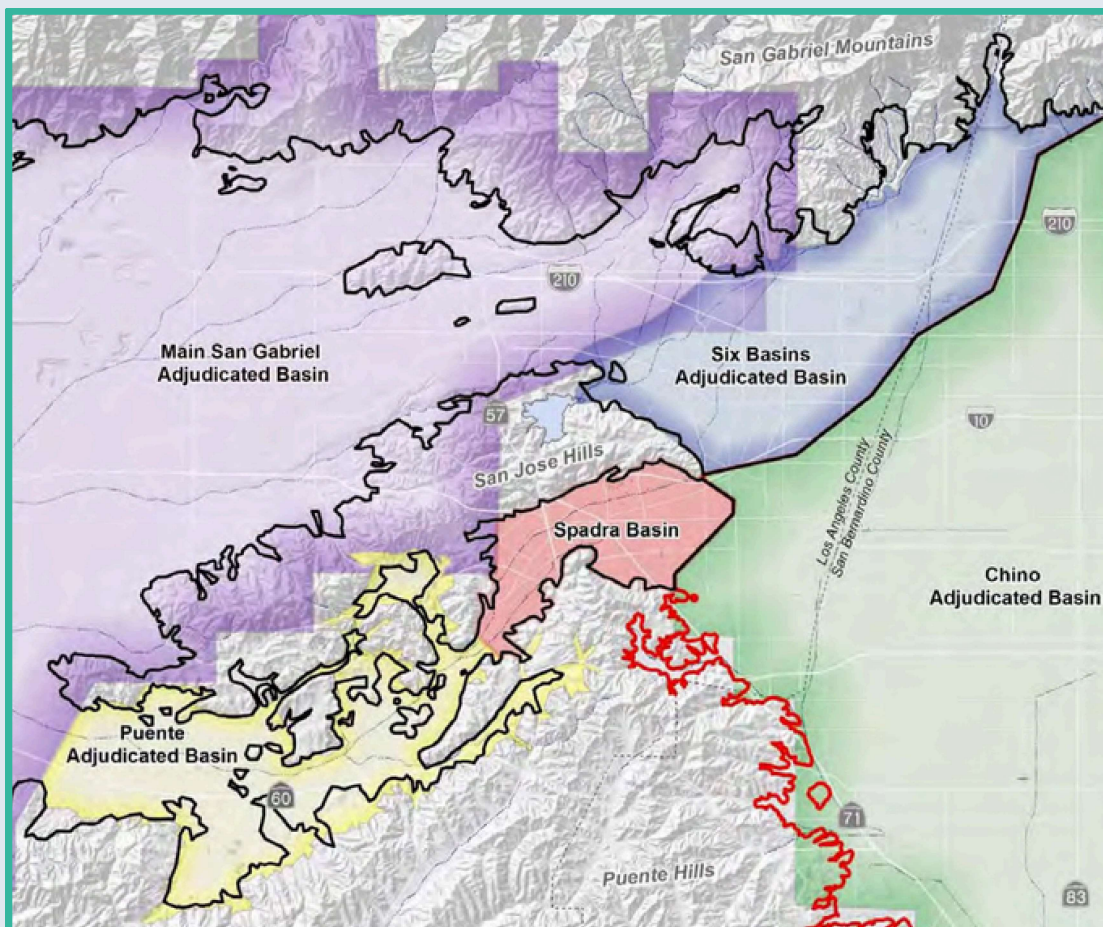 San Gabriel Mountains
210
210
Main San Gabriel
Adjudicated Basin
Six Basins
Adjudicated Basin
57
10
San Jose Hills
Los Angeles County
San Bernardino County
Spadra Basin
Chino
Adjudicated Basin
Puente
Adjudicated Basin
60
71
Puente Hills
83